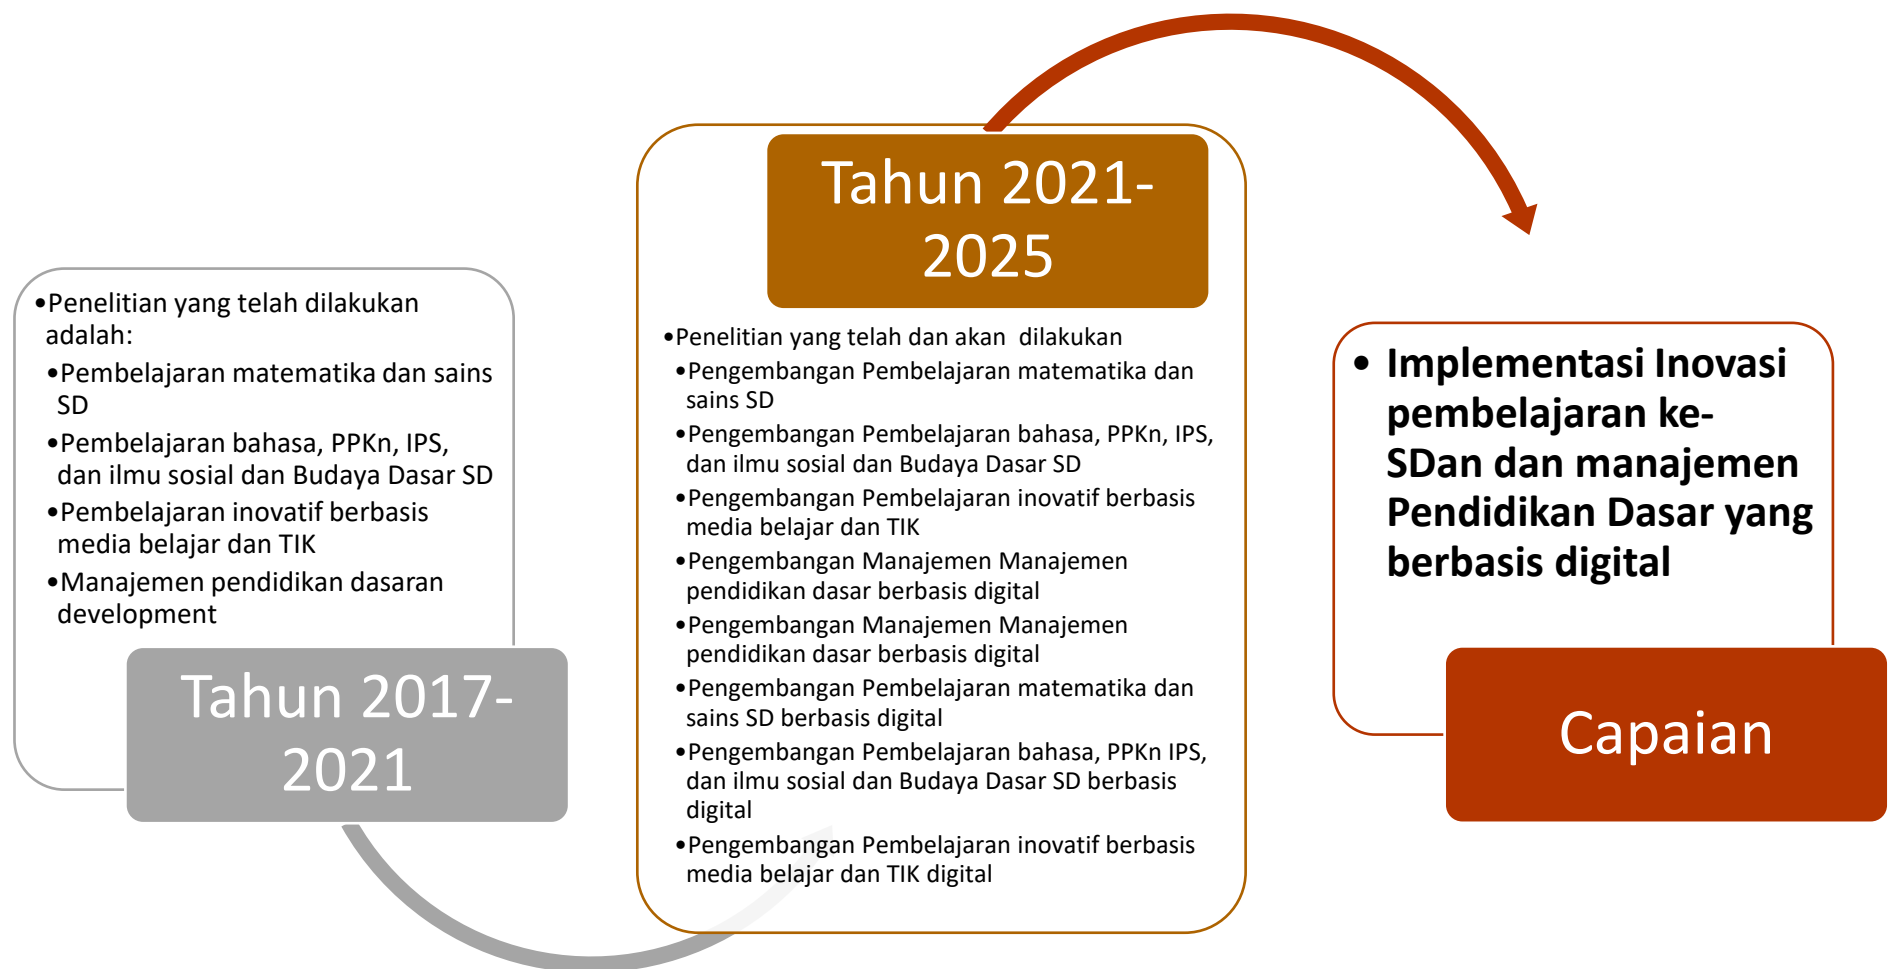 •Penelitian yang telah dilakukan
adalah:
•Pembelajaran matematika dan sains
SD
•Pembelajaran bahasa, PPKn, IPS,
dan ilmu sosial dan Budaya Dasar SD
•Pembelajaran inovatif berbasis
media belajar dan TIK
•Manajemen pendidikan dasaran
development
Tahun 2017-
2021
Tahun 2021-
2025
•Penelitian yang telah dan akan  dilakukan
•Pengembangan Pembelajaran matematika dan
sains SD
•Pengembangan Pembelajaran bahasa, PPKn, IPS,
dan ilmu sosial dan Budaya Dasar SD
•Pengembangan Pembelajaran inovatif berbasis
media belajar dan TIK
•Pengembangan Manajemen Manajemen
pendidikan dasar berbasis digital
•Pengembangan Manajemen Manajemen
pendidikan dasar berbasis digital
•Pengembangan Pembelajaran matematika dan
sains SD berbasis digital
•Pengembangan Pembelajaran bahasa, PPKn IPS,
dan ilmu sosial dan Budaya Dasar SD berbasis
digital
•Pengembangan Pembelajaran inovatif berbasis
media belajar dan TIK digital
• Implementasi Inovasi
pembelajaran ke-
SDan dan manajemen
Pendidikan Dasar yang
berbasis digital
Capaian